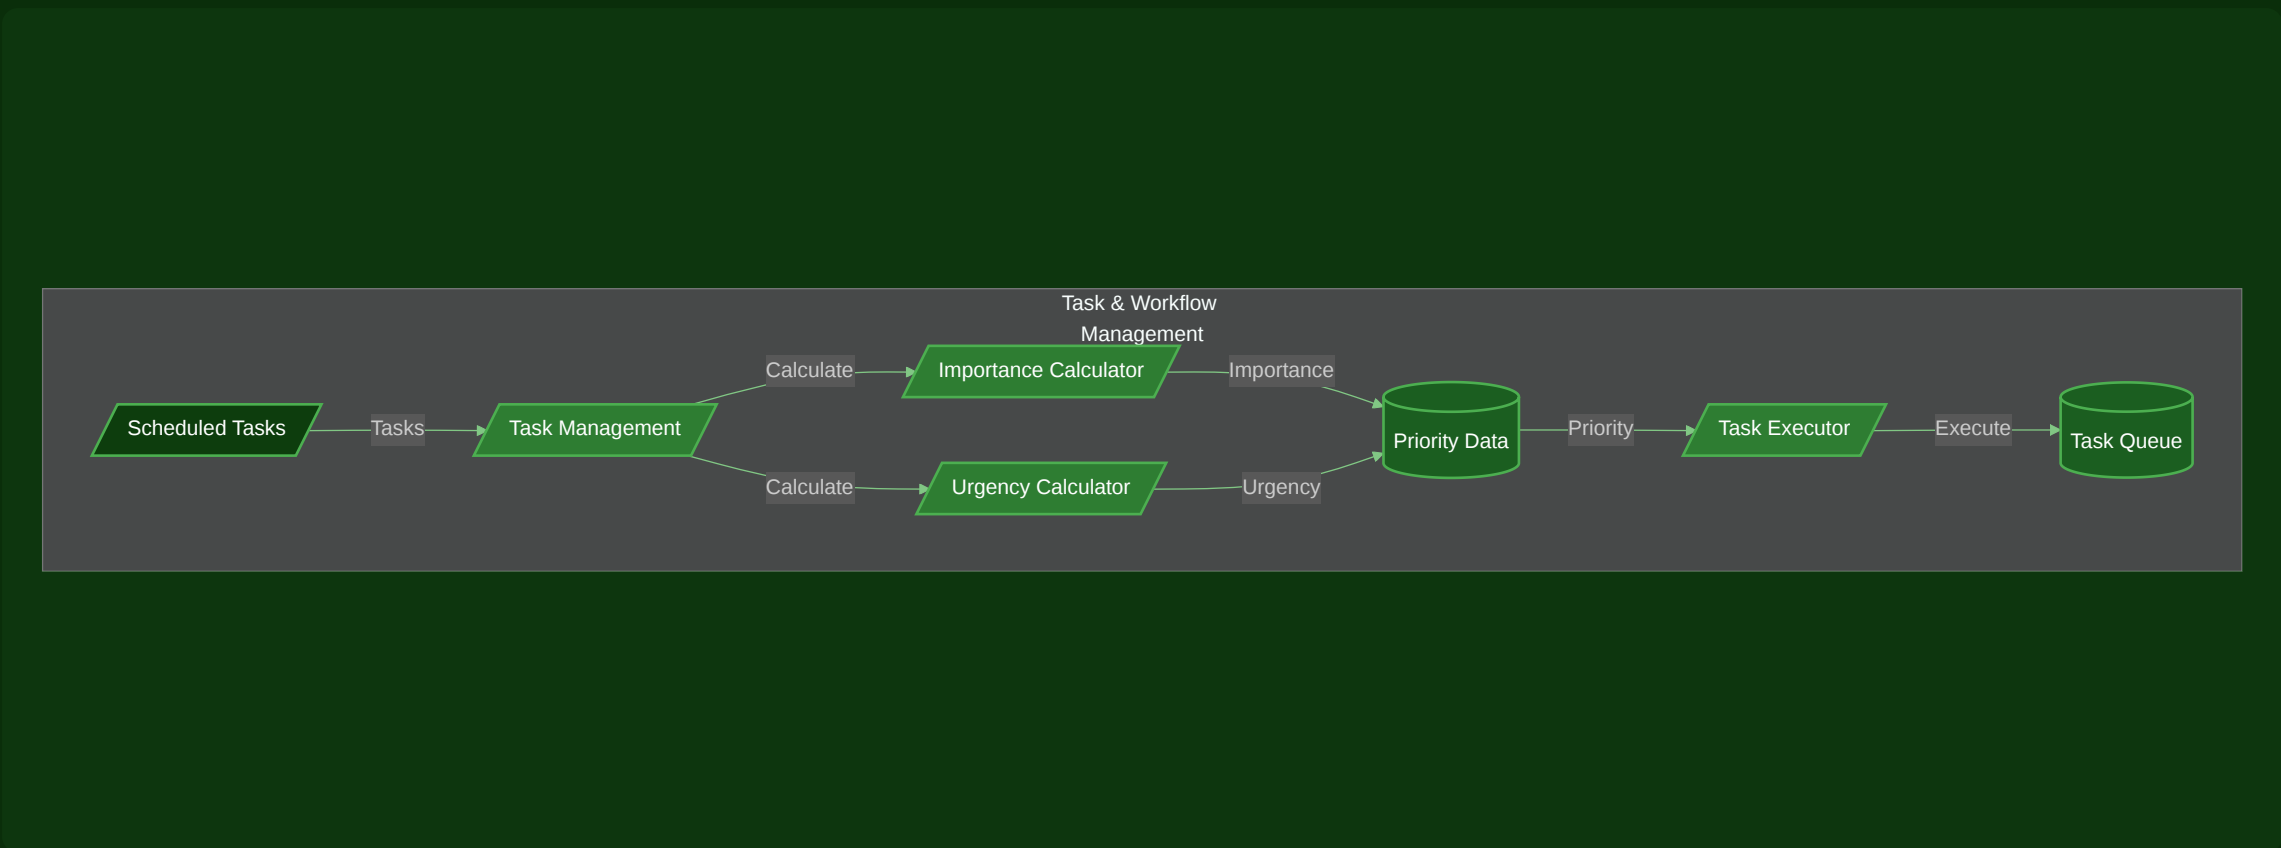 Task & Workflow
Management
Scheduled Tasks
Tasks
Task Management
Calculate
Importance Calculator
Importance
Calculate
Urgency Calculator
Urgency
Priority Data
Priority
Task Executor
Execute
Task Queue